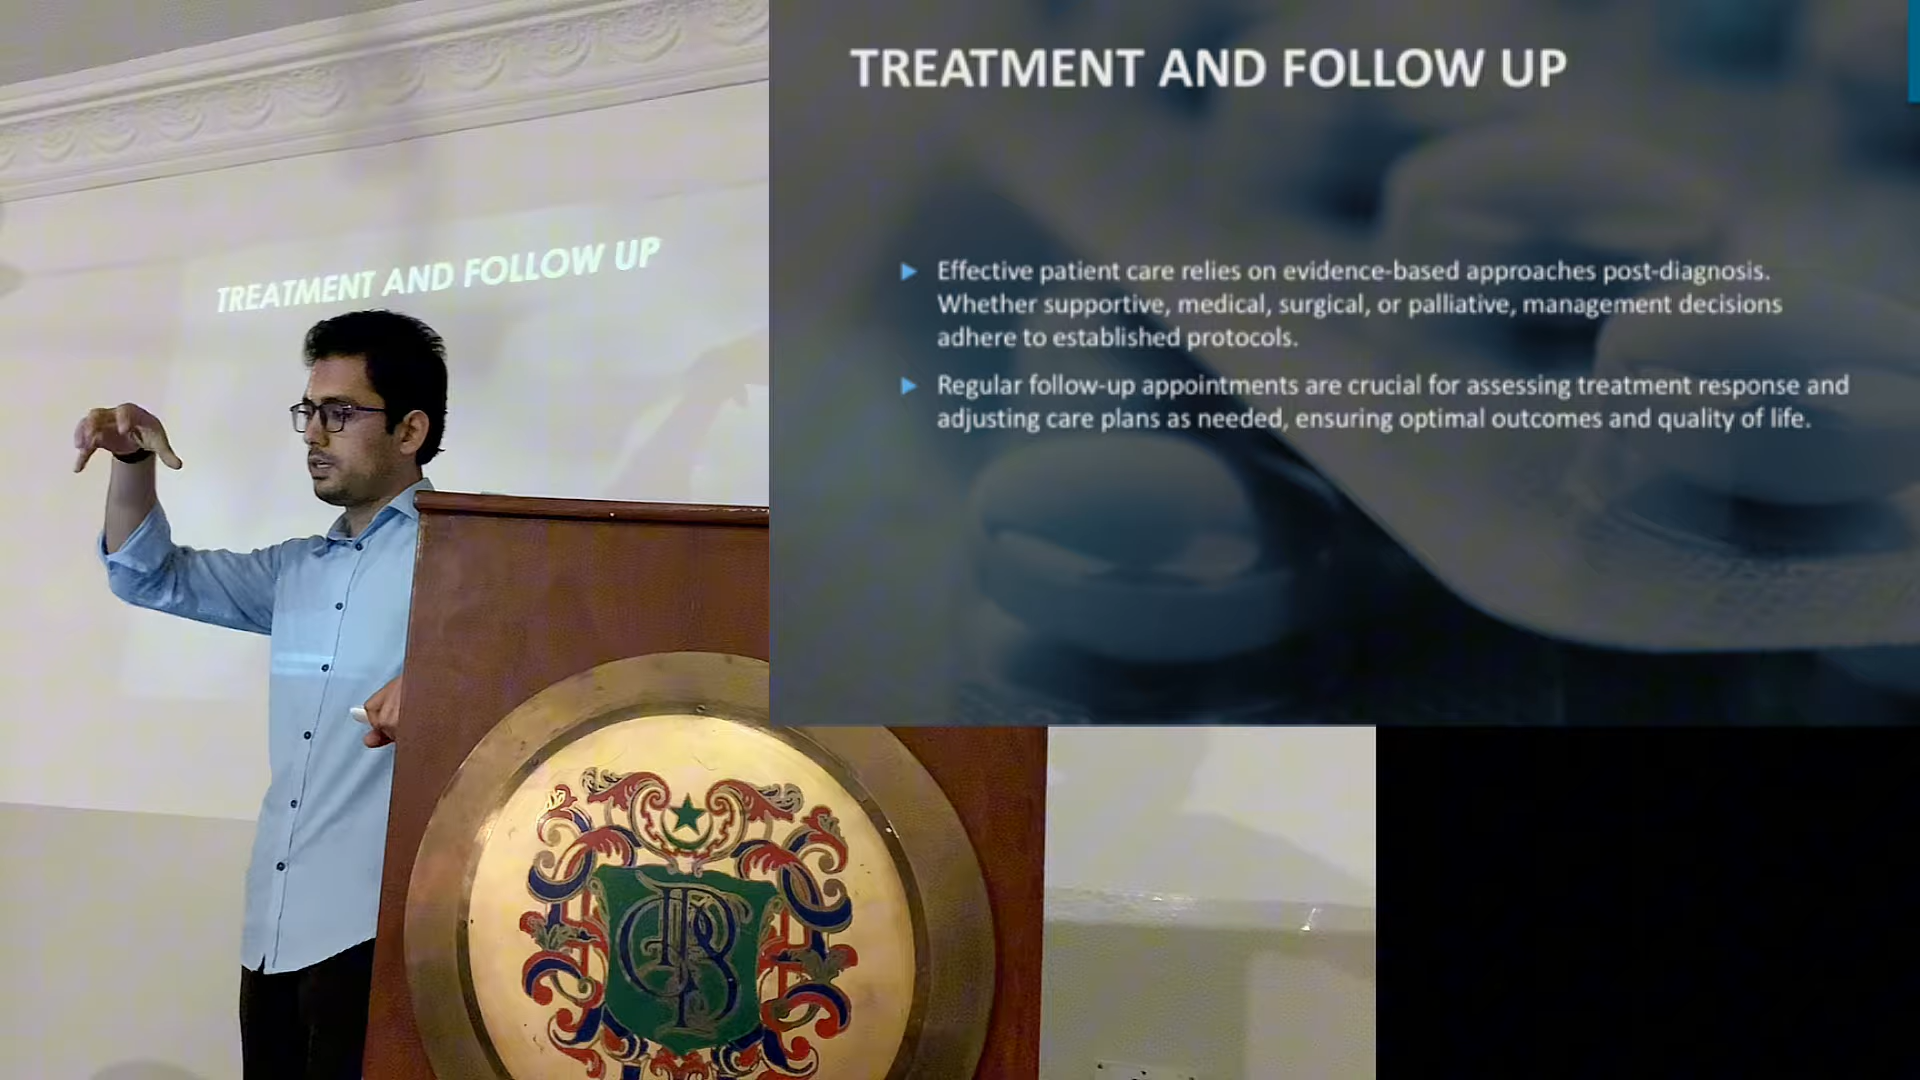 TREATMENT AND FOLLOW UP
TREATMENT AND FOLLOW UP
Effective patient care relies on evidence-based approaches post-diagnosis.
Whether supportive, medical, surgical, or palliative, management decisions
adhere to established protocols.
Regular follow-up appointments are crucial for assessing treatment response and
adjusting care plans as needed, ensuring optimal outcomes and quality of life.